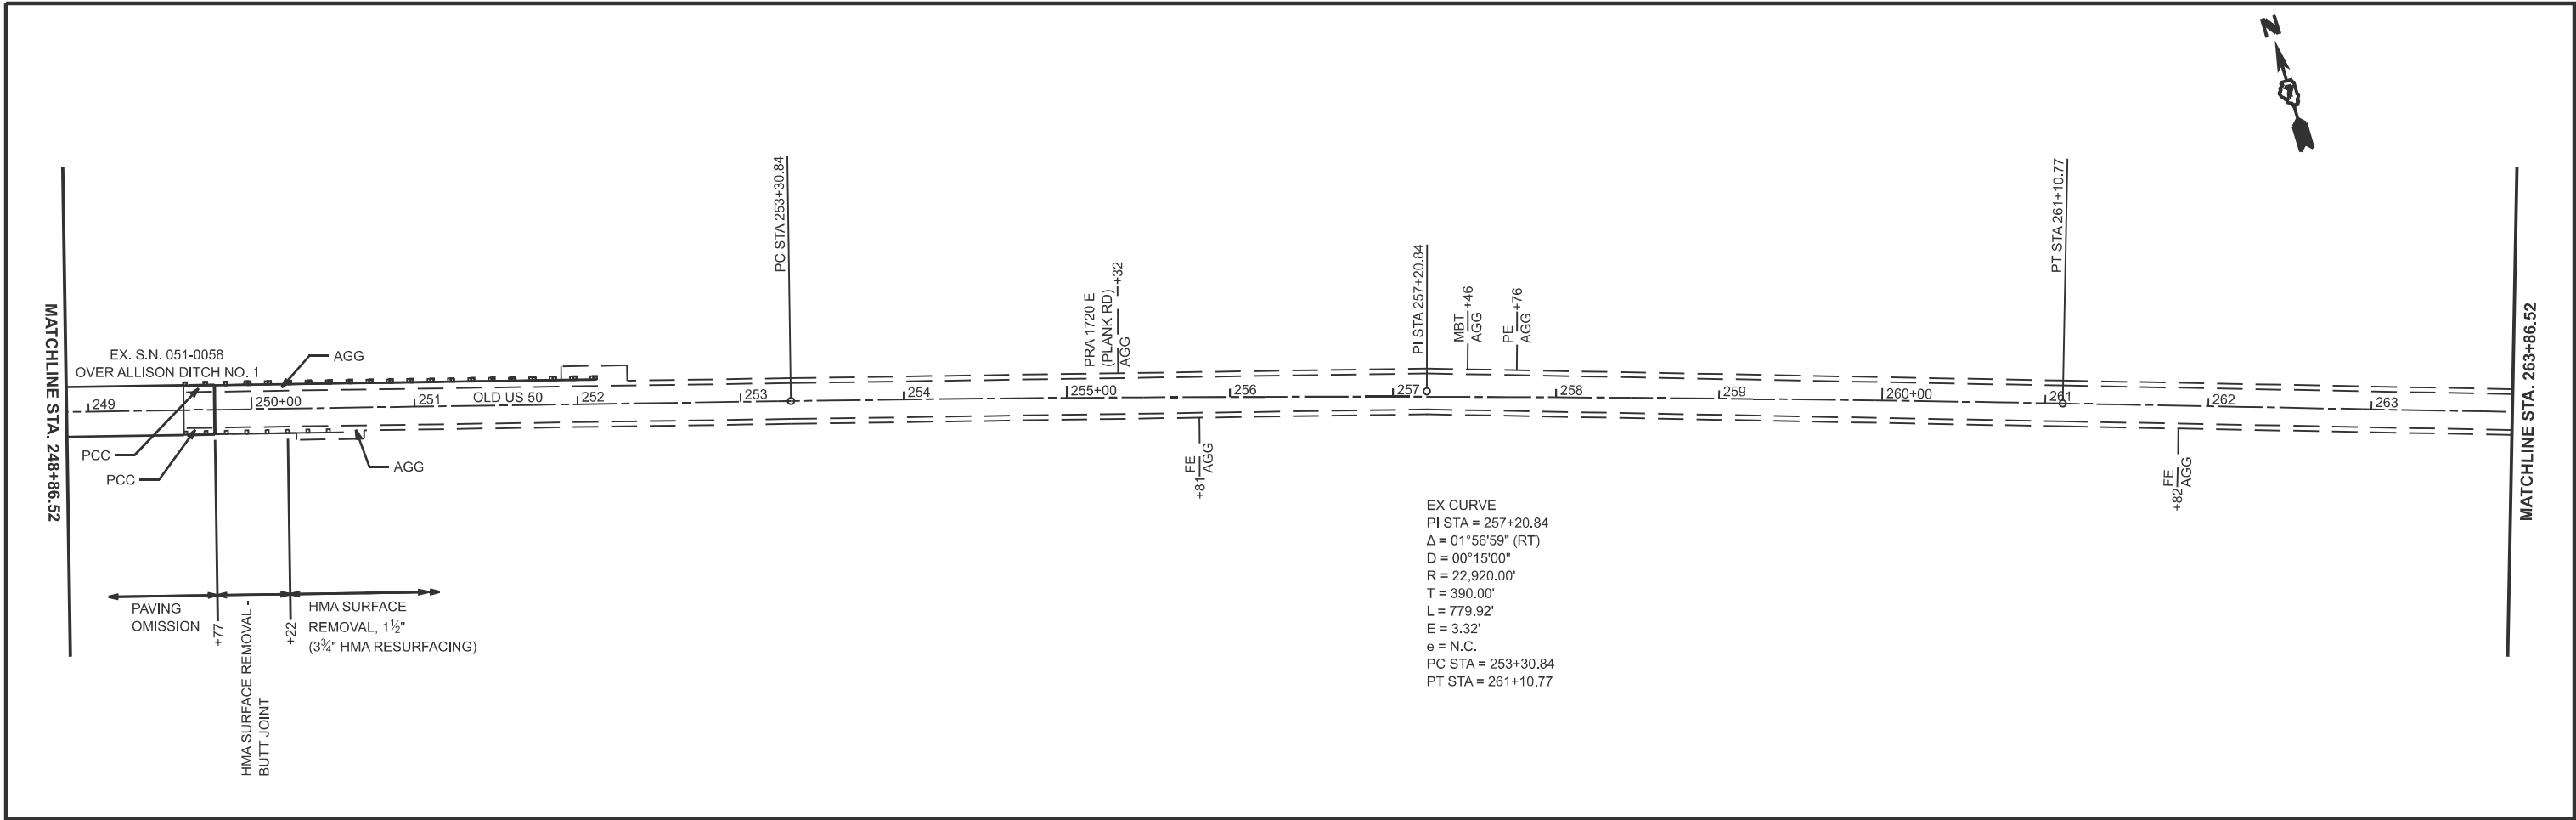 N
PC STA 253+30.84
PT STA 261+10.77
PI STA 257+20.84
PRA 1720 E
(PLANK RD)
AGG
+32
MBT
AGG
+46
PE
AGG
+76
MATCHLINE STA. 248+86.52
MATCHLINE STA. 263+86.52
EX. S.N. 051-0058
OVER ALLISON DITCH NO. 1
AGG
249
250+00
251
OLD US 50
252
253
254
255+00
256
257
258
259
260+00
261
262
263
PCC
PCC
AGG
+81
FE
AGG
+82
FE
AGG
PAVING
OMISSION
+77
HMA SURFACE REMOVAL -
BUTT JOINT
+22
HMA SURFACE
REMOVAL, 1½"
(3¾" HMA RESURFACING)
EX CURVE
PI STA = 257+20.84
Δ = 01°56'59" (RT)
D = 00°15'00"
R = 22,920.00'
T = 390.00'
L = 779.92'
E = 3.32'
e = N.C.
PC STA = 253+30.84
PT STA = 261+10.77